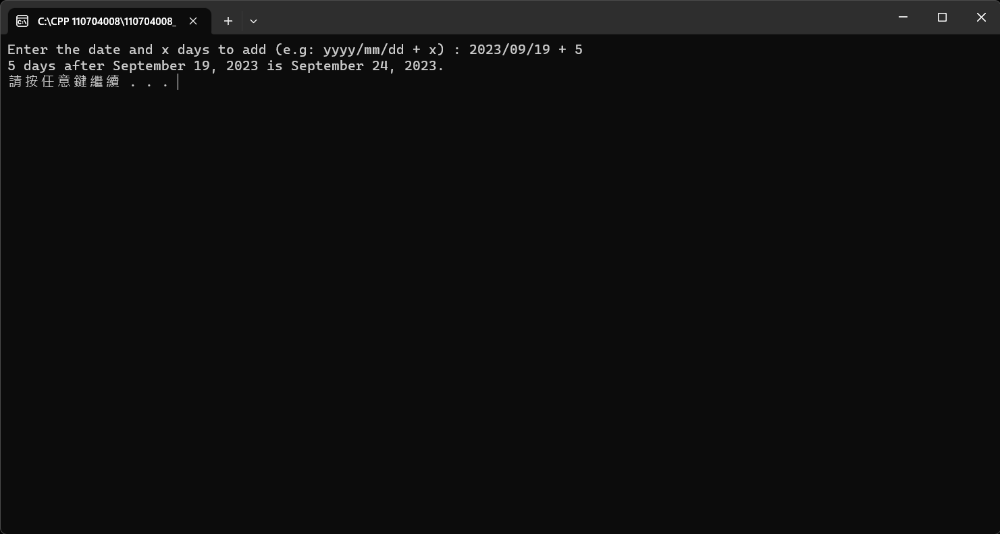 C:\CPP 110704008\110704008_
Enter the date and x days to add (e.g: yyyy/mm/dd + x) : 2023/09/19 + 5
5 days after September 19, 2023 is September 24, 2023.
請按任意鍵繼續 . . .